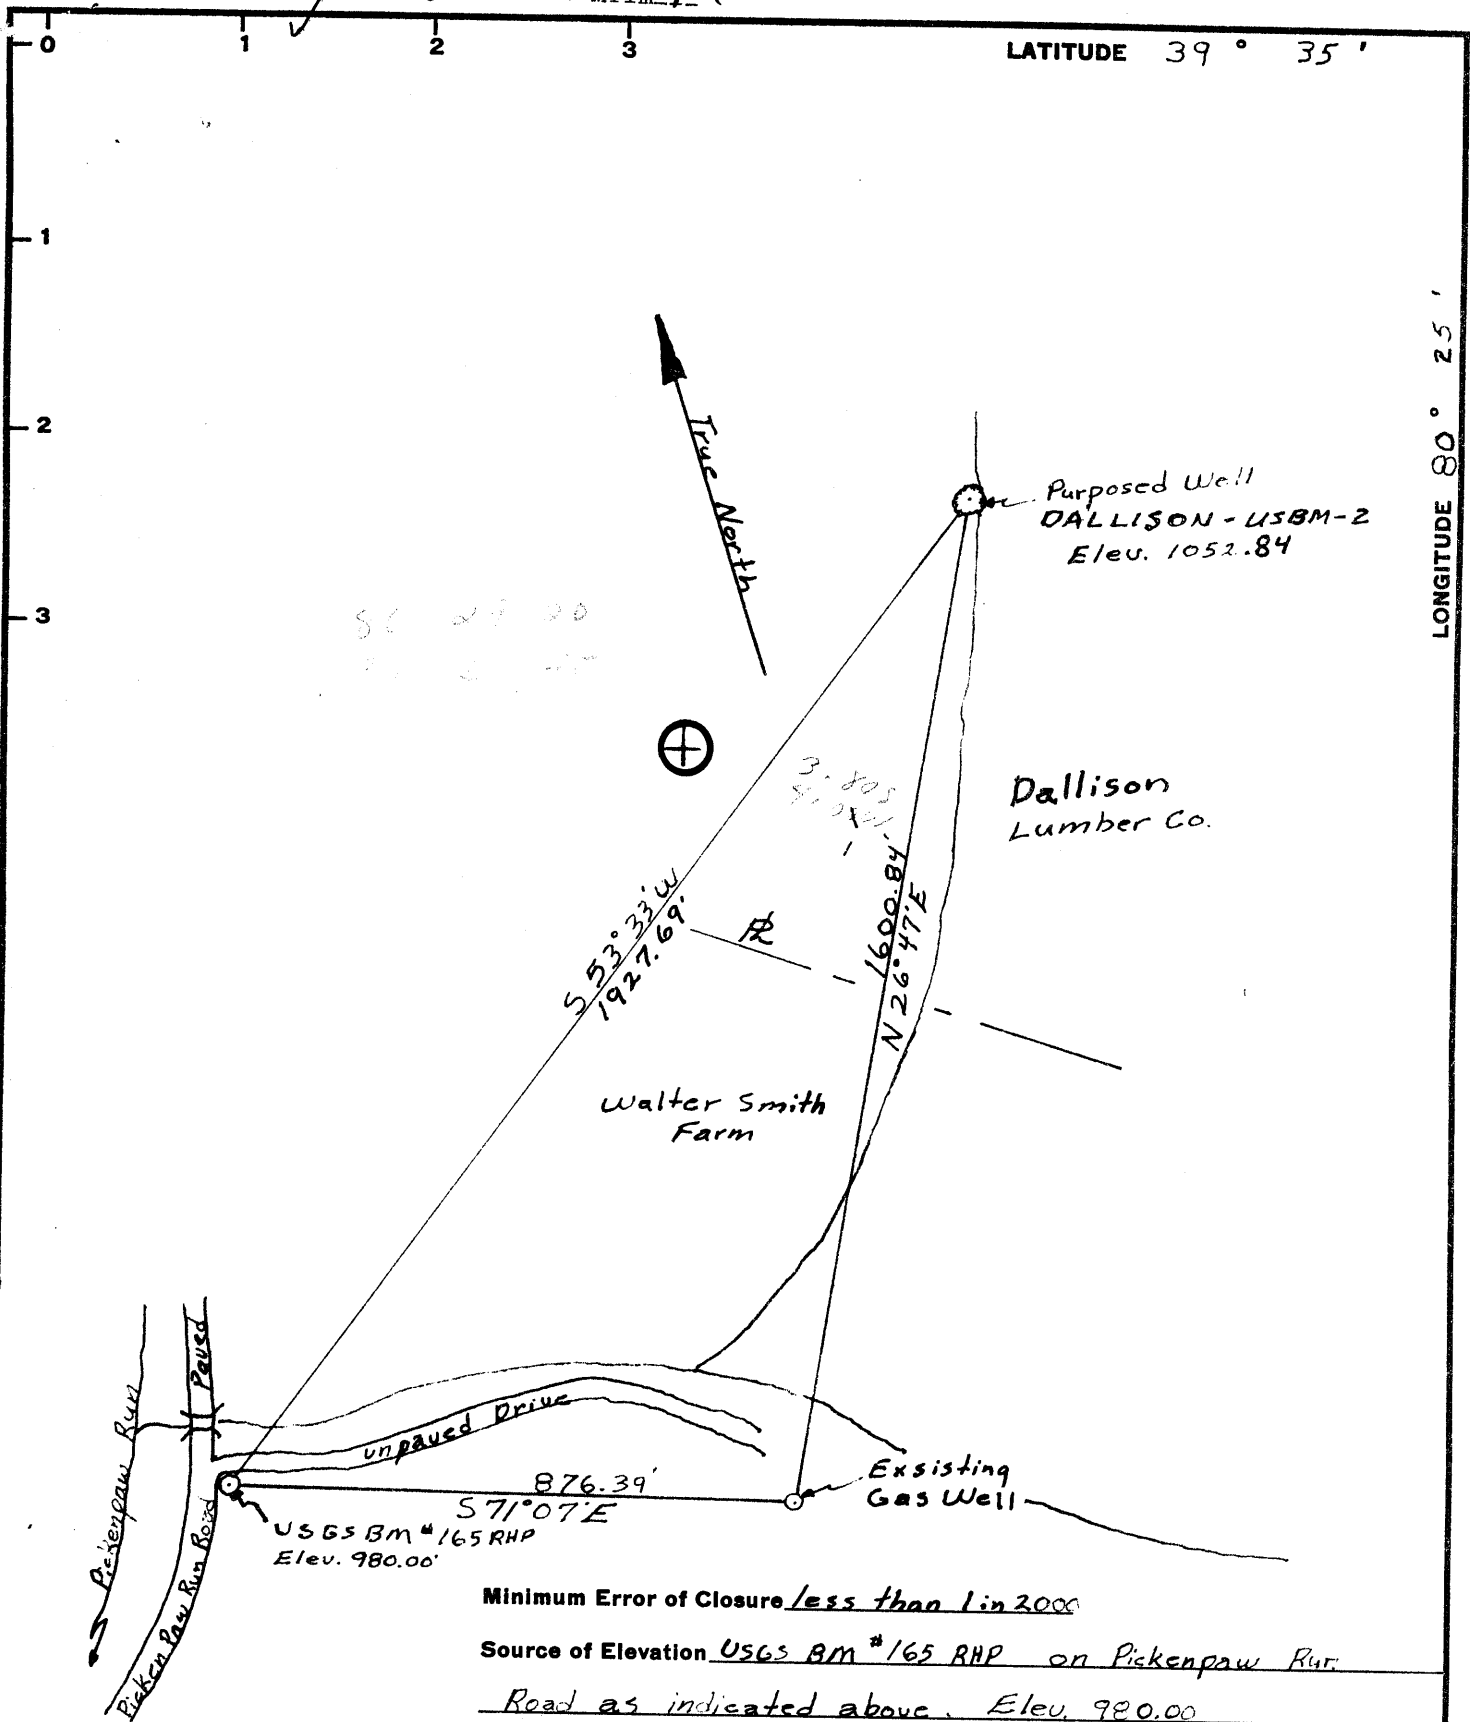 0 1 2 3
LATITUDE 39° 35'
1
2
3
LONGITUDE 80° 25'
True North
Purposed Well
DALLISON - USBM-2
Elev. 1052.84
Dallison
Lumber Co.
S 53° 33' W
1927.69'
PL
1600.84'
N 26° 47' E
Walter Smith
Farm
Paved
Pickenpaw Run
unpaved Drive
Exsisting
Gas Well
876.39'
S 71° 07' E
USGS BM #165 RHP
Elev. 980.00'
PickenPaw Run Road
Minimum Error of Closure less than 1 in 2000
Source of Elevation USGS BM #165 RHP on Pickenpaw Run
Road as indicated above. Elev. 980.00